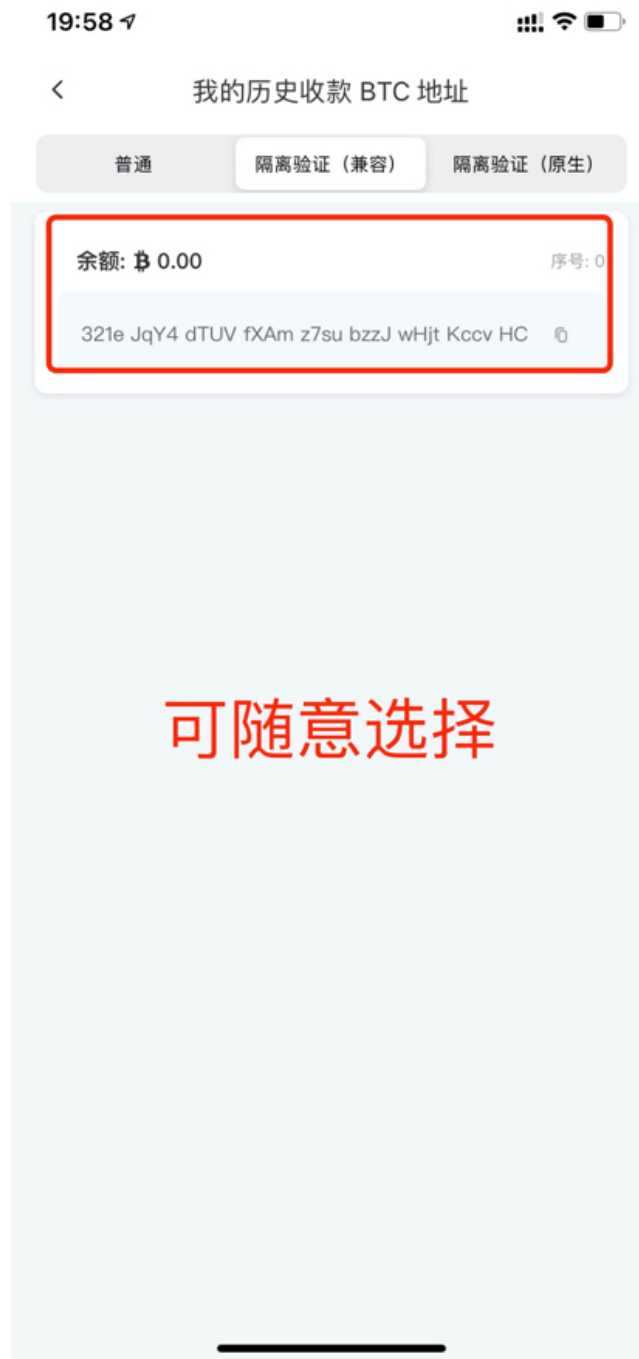 19:58
我的历史收款 BTC 地址
普通 隔离验证（兼容） 隔离验证（原生）
余额: ₿ 0.00 序号: 0
321e JqY4 dTUV fXAm z7su bzzJ wHjt Kccv HC
可随意选择